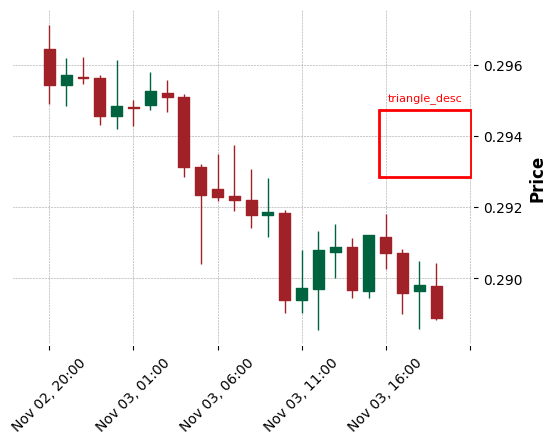 0.296
triangle_desc
0.294
0.292
0.290
Price
Nov 02, 20:00
Nov 03, 01:00
Nov 03, 06:00
Nov 03, 11:00
Nov 03, 16:00